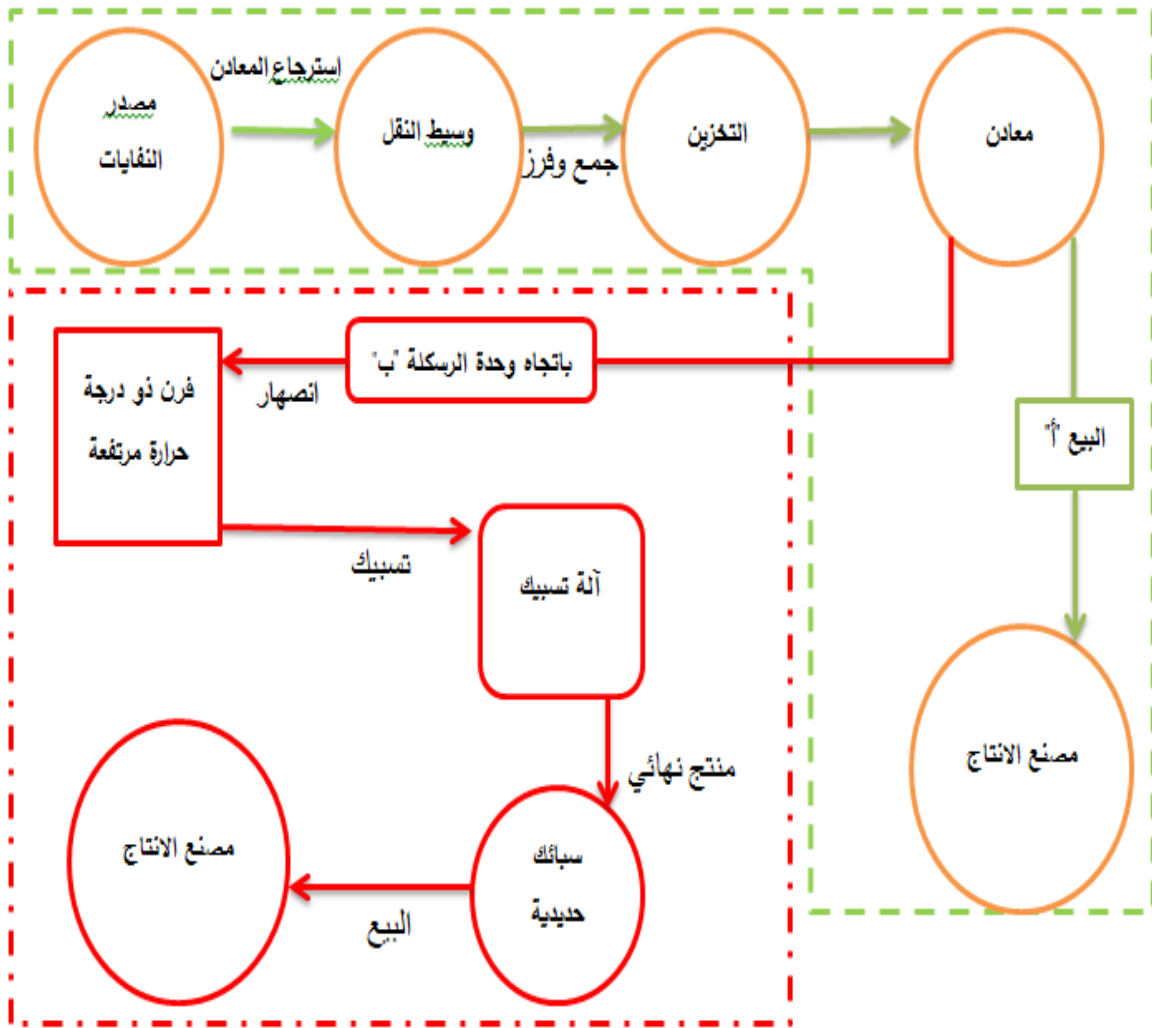 مصدر
النفايات
استرجاع المعادن
وسيط النقل
جمع وفرز
التخزين
معادن
البيع "أ"
مصنع الانتاج
باتجاه وحدة الرسكلة "ب"
انصهار
فرن ذو درجة
حرارة مرتفعة
تسبيك
آلة تسبيك
منتج نهائي
سبائك
حديدية
البيع
مصنع الانتاج